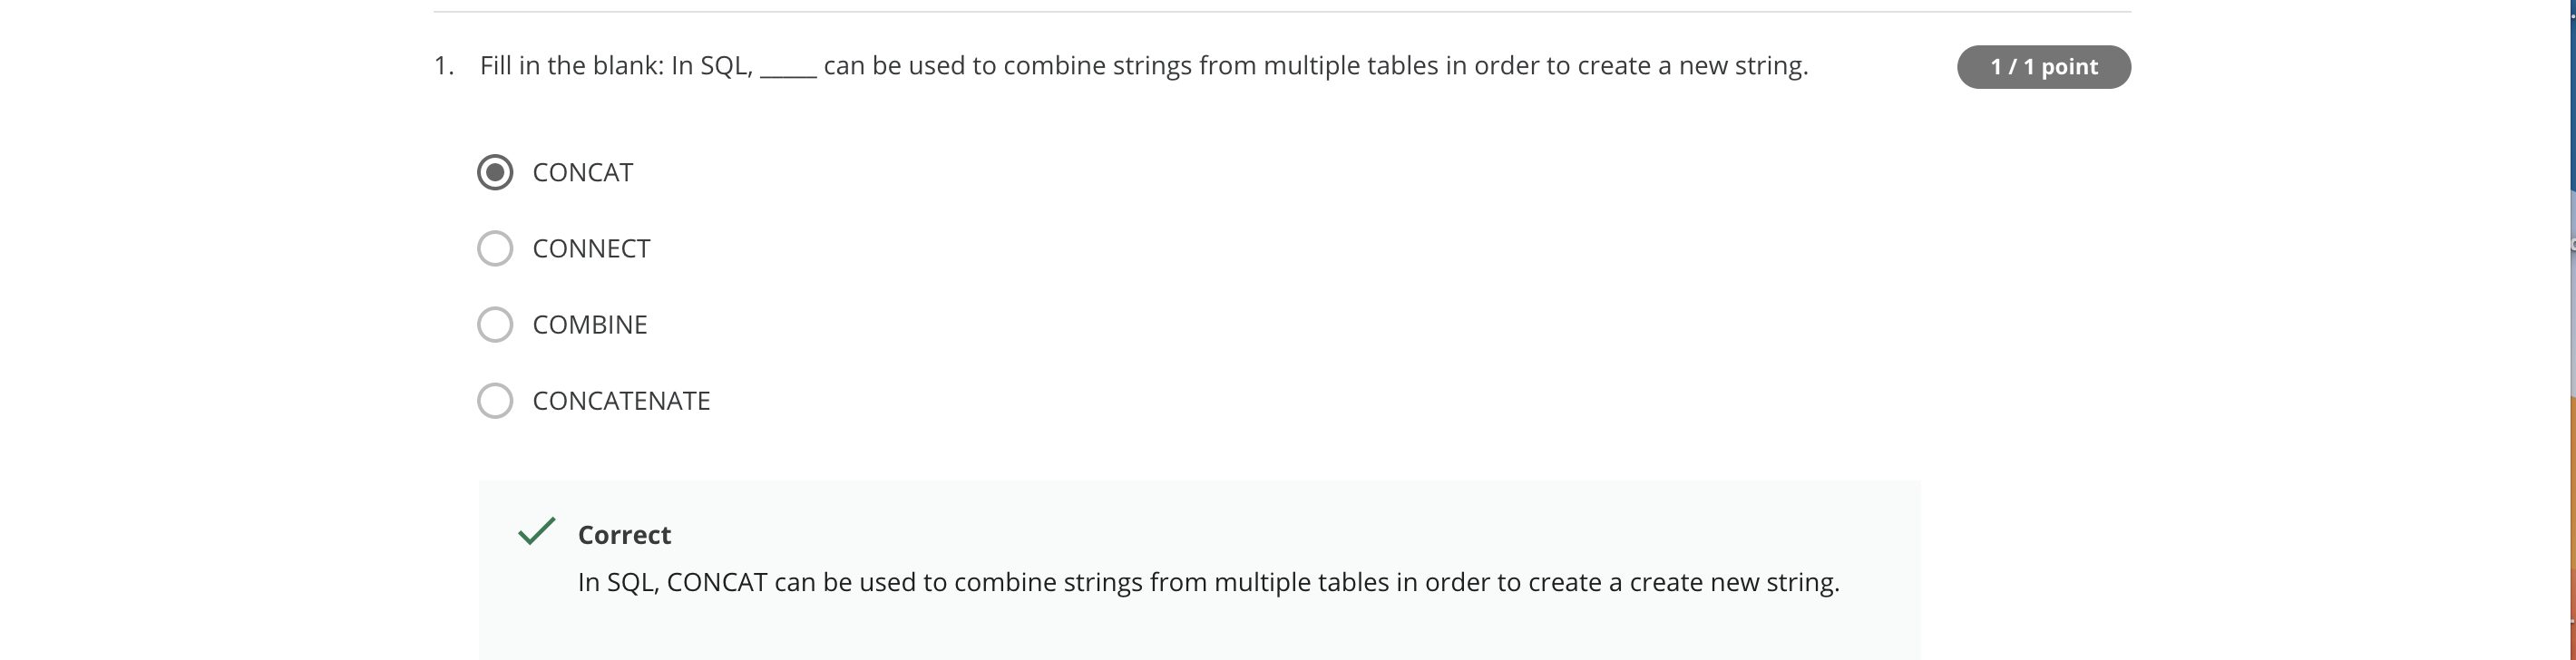 1. Fill in the blank: In SQL, _____ can be used to combine strings from multiple tables in order to create a new string.
1 / 1 point
CONCAT
CONNECT
COMBINE
CONCATENATE
Correct
In SQL, CONCAT can be used to combine strings from multiple tables in order to create a create new string.